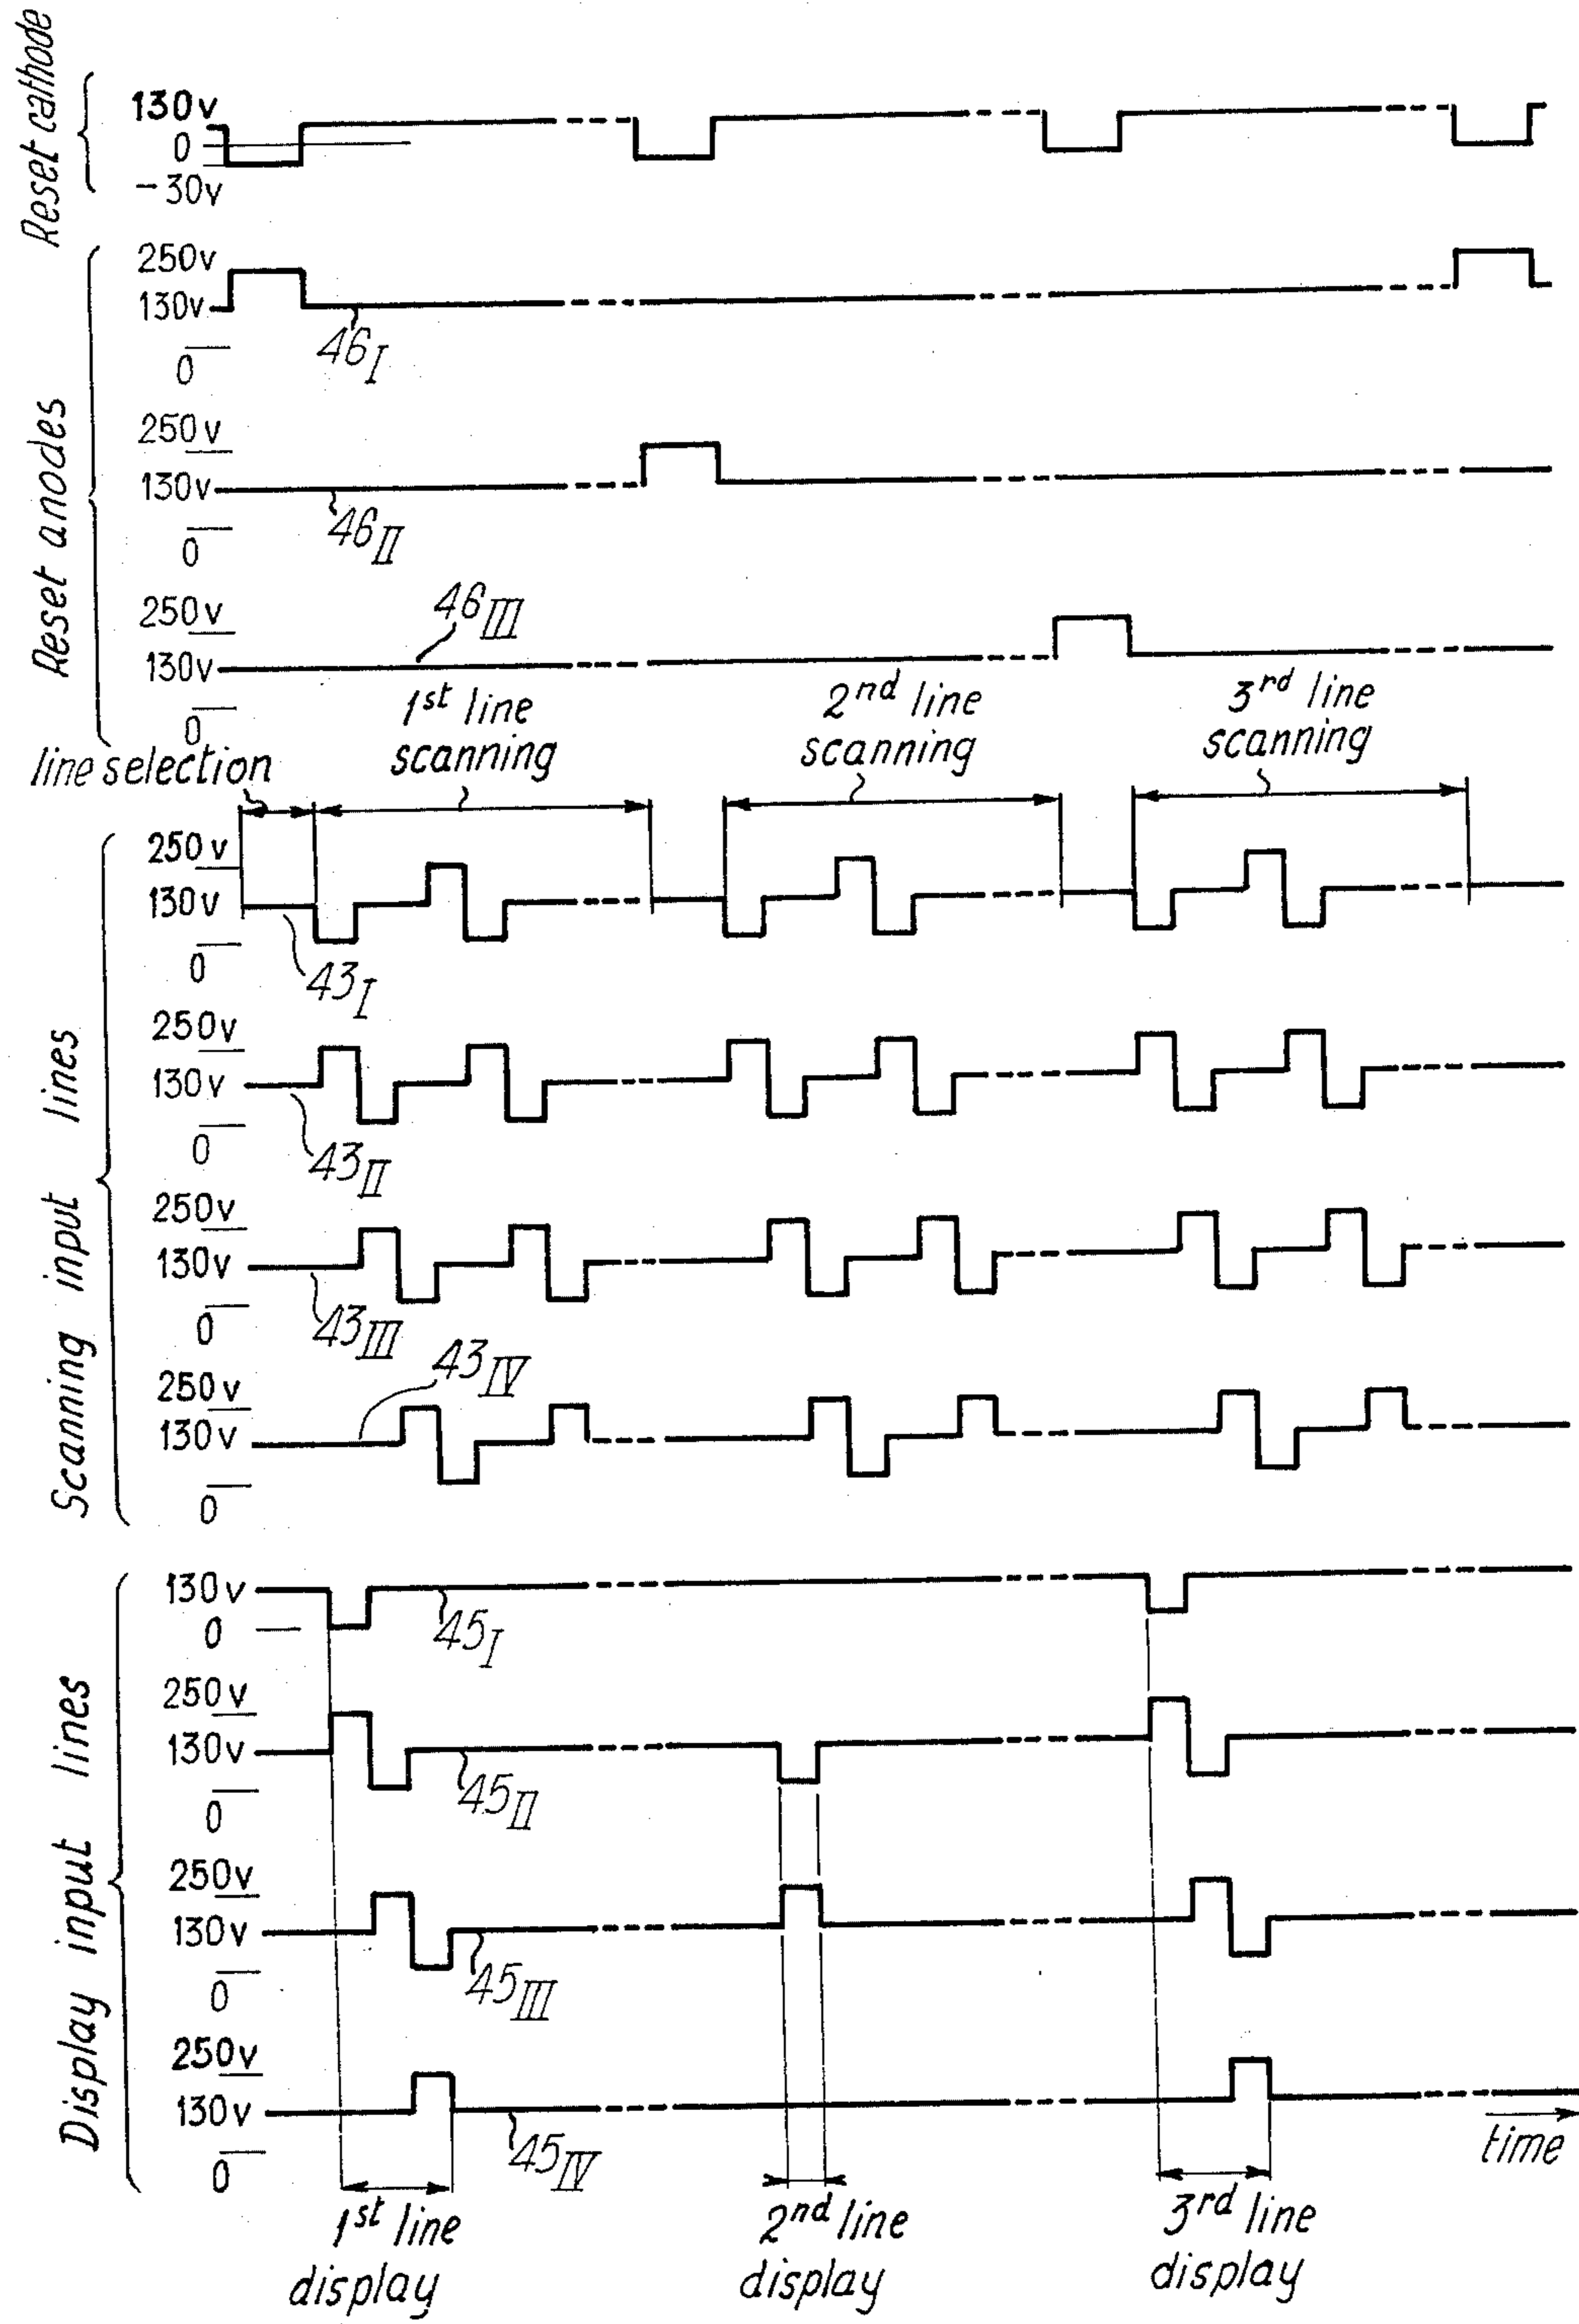 Reset cathode
130v
0
-30v
Reset anodes
250v
130v
0
46I
250v
130v
0
46II
250v
130v
0
46III
line selection
1st line
scanning
2nd line
scanning
3rd line
scanning
Scanning input lines
250v
130v
0
43I
250v
130v
0
43II
250v
130v
0
43III
250v
130v
0
43IV
Display input lines
130v
0
45I
250v
130v
0
45II
250v
130v
0
45III
250v
130v
0
45IV
time
1st line
display
2nd line
display
3rd line
display